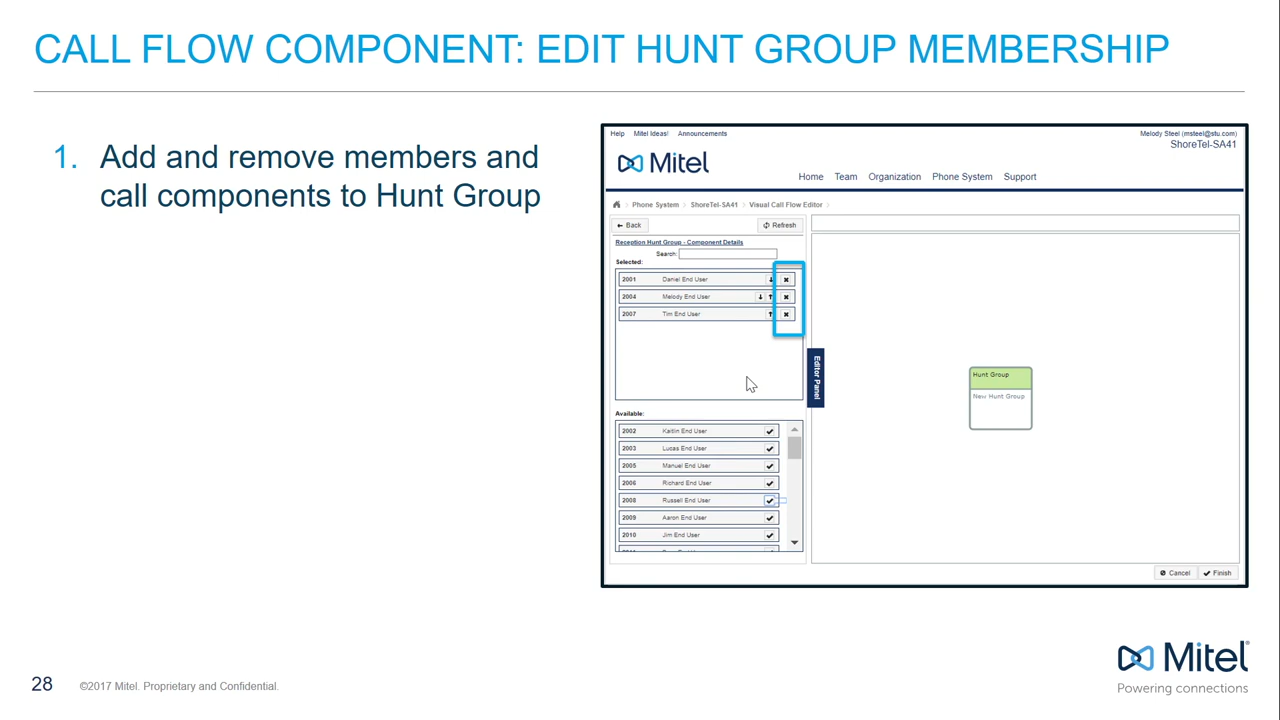 CALL FLOW COMPONENT: EDIT HUNT GROUP MEMBERSHIP
1. Add and remove members and
call components to Hunt Group
Help Mitel Ideas! Announcements
Melody Steel (msteel@stu.com)
ShoreTel-SA41
Mitel
Home Team Organization Phone System Support
Phone System ShoreTel-SA41 Visual Call Flow Editor
Back Refresh
Reception Hunt Group - Component Details
Search:
Selected:
2001 Daniel End User
2004 Melody End User
2007 Tim End User
Editor Panel
Hunt Group
New Hunt Group
Available:
2002 Kaitlin End User
2003 Lucas End User
2005 Manuel End User
2006 Richard End User
2008 Russell End User
2009 Aaron End User
2010 Jim End User
Cancel Finish
Mitel
Powering connections
28 ©2017 Mitel. Proprietary and Confidential.